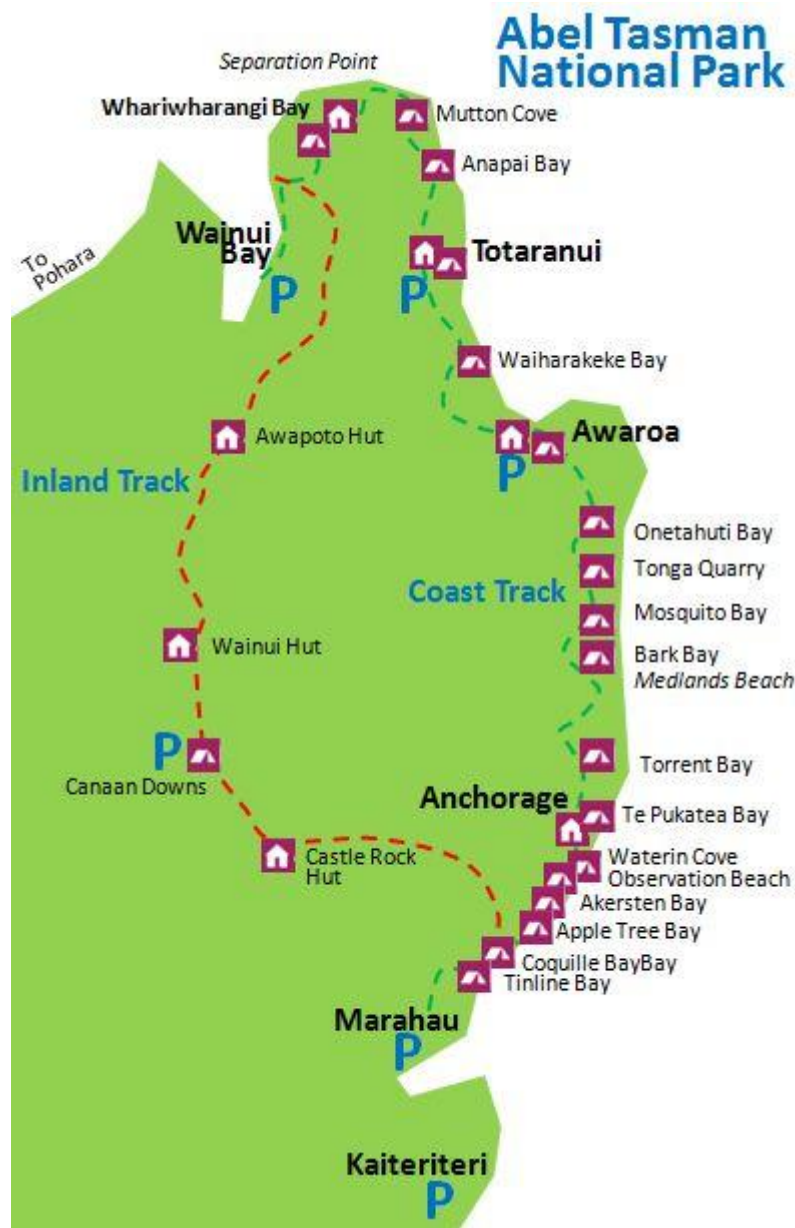 Abel Tasman
National Park
Separation Point
Whariwharangi Bay
Mutton Cove
Anapai Bay
Wainui
Bay
To
Pohara
P
P
Totaranui
Waiharakeke Bay
Awapoto Hut
Awaroa
P
Inland Track
Onetahuti Bay
Tonga Quarry
Coast Track
Mosquito Bay
Wainui Hut
Bark Bay
Medlands Beach
P
Canaan Downs
Torrent Bay
Anchorage
Te Pukatea Bay
Castle Rock
Hut
Waterin Cove
Observation Beach
Akersten Bay
Apple Tree Bay
Coquille BayBay
Tinline Bay
Marahau
P
Kaiteriteri
P